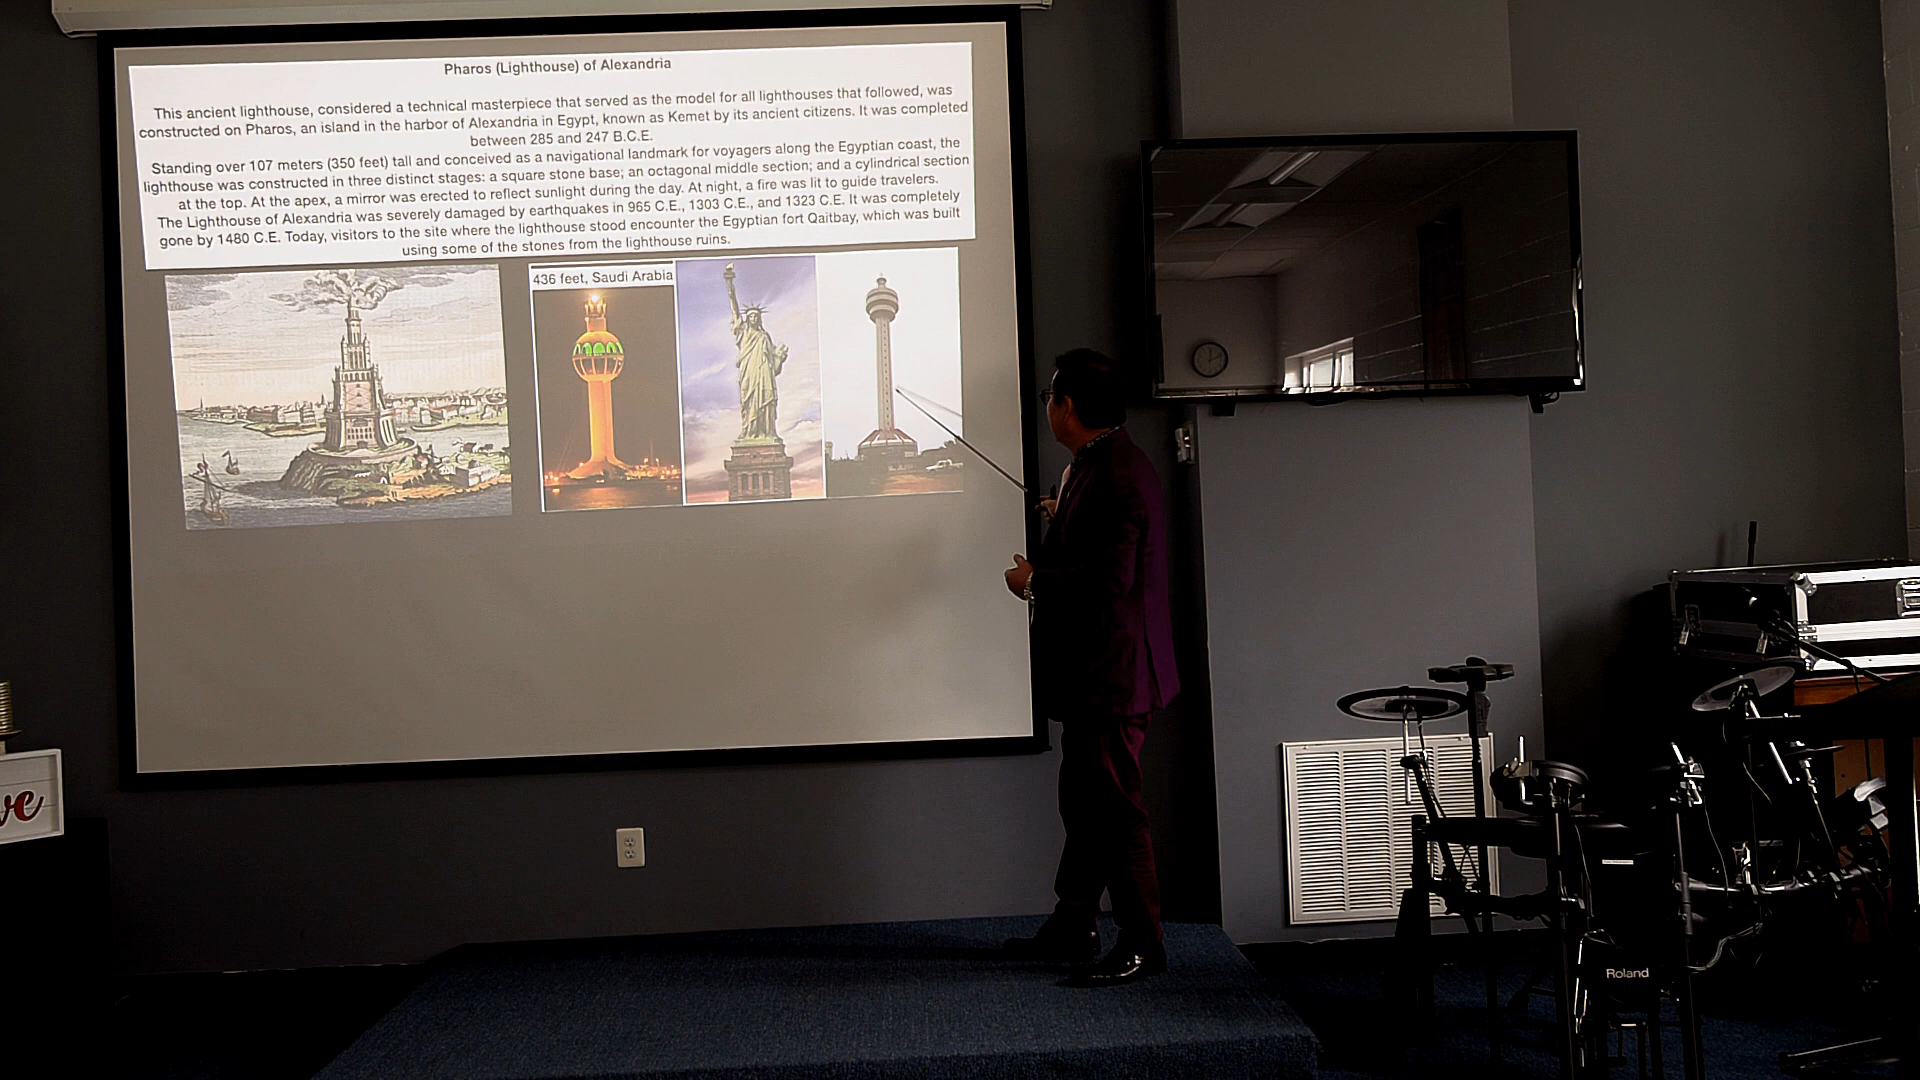 Pharos (Lighthouse) of Alexandria
This ancient lighthouse, considered a technical masterpiece that served as the model for all lighthouses that followed, was
constructed on Pharos, an island in the harbor of Alexandria in Egypt, known as Kemet by its ancient citizens. It was completed
between 285 and 247 B.C.E.
Standing over 107 meters (350 feet) tall and conceived as a navigational landmark for voyagers along the Egyptian coast, the
lighthouse was constructed in three distinct stages: a square stone base; an octagonal middle section; and a cylindrical section
at the top. At the apex, a mirror was erected to reflect sunlight during the day. At night, a fire was lit to guide travelers.
The Lighthouse of Alexandria was severely damaged by earthquakes in 965 C.E., 1303 C.E., and 1323 C.E. It was completely
gone by 1480 C.E. Today, visitors to the site where the lighthouse stood encounter the Egyptian fort Qaitbay, which was built
using some of the stones from the lighthouse ruins.
436 feet, Saudi Arabia
ve
Roland